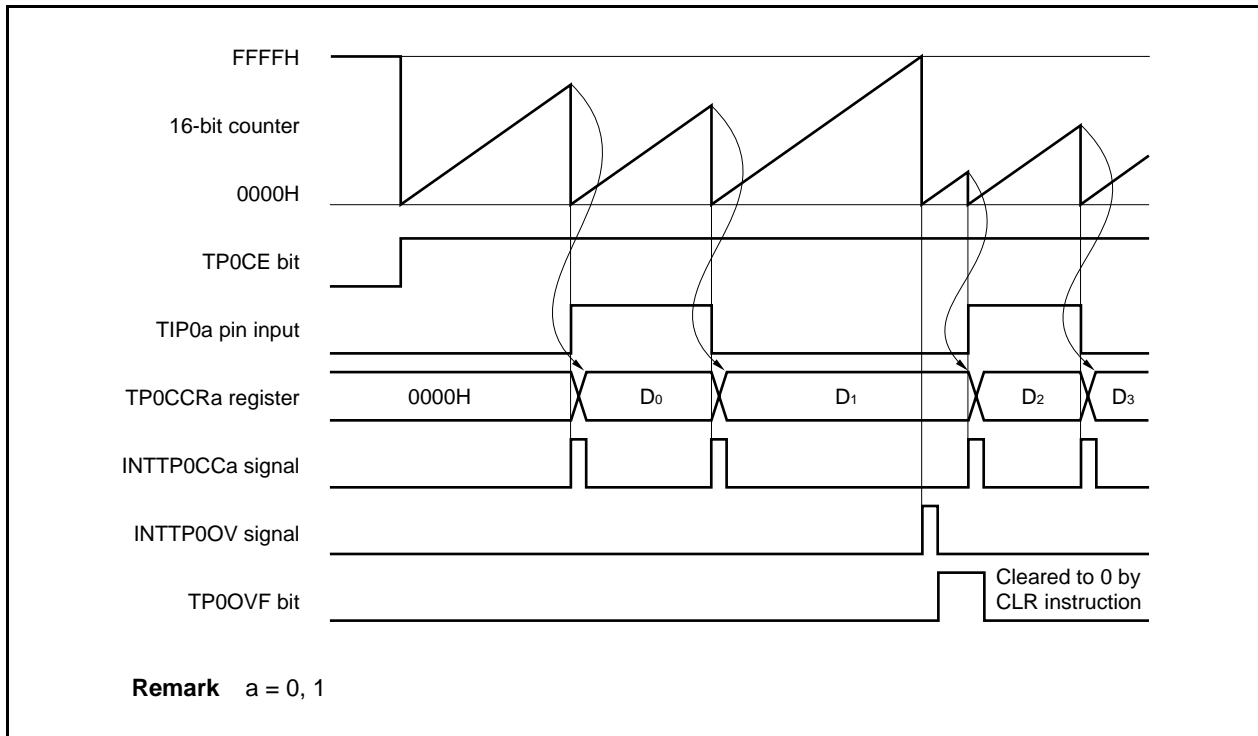 FFFFH
16-bit counter
0000H
TP0CE bit
TIP0a pin input
TP0CCRa register
0000H D0 D1 D2 D3
INTTP0CCa signal
INTTP0OV signal
TP0OVF bit
Cleared to 0 by
CLR instruction
Remark a = 0, 1